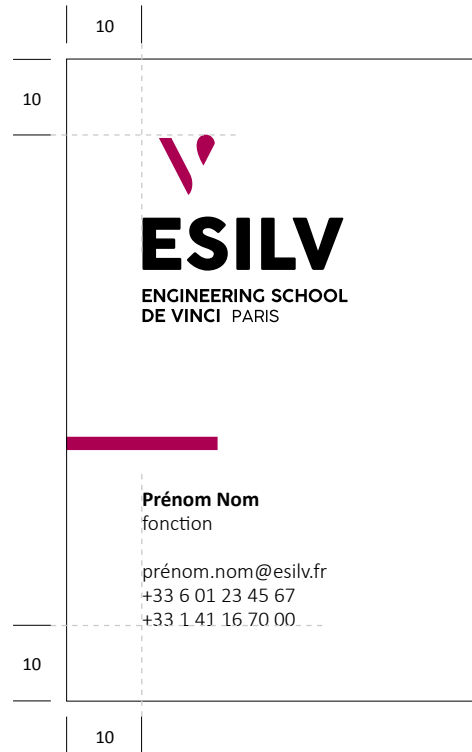 10
10
ESILV
ENGINEERING SCHOOL
DE VINCI PARIS
Prénom Nom
fonction
prénom.nom@esilv.fr
+33 6 01 23 45 67
+33 1 41 16 70 00
10
10